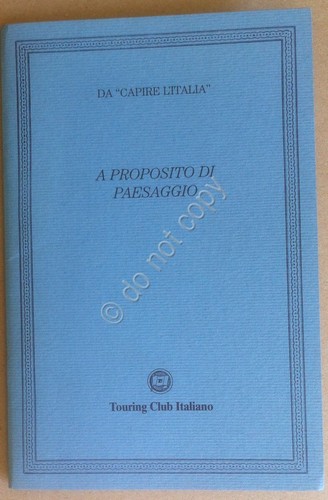 DA "CAPIRE L'ITALIA"
A PROPOSITO DI
PAESAGGIO
© do not copy
Touring Club Italiano